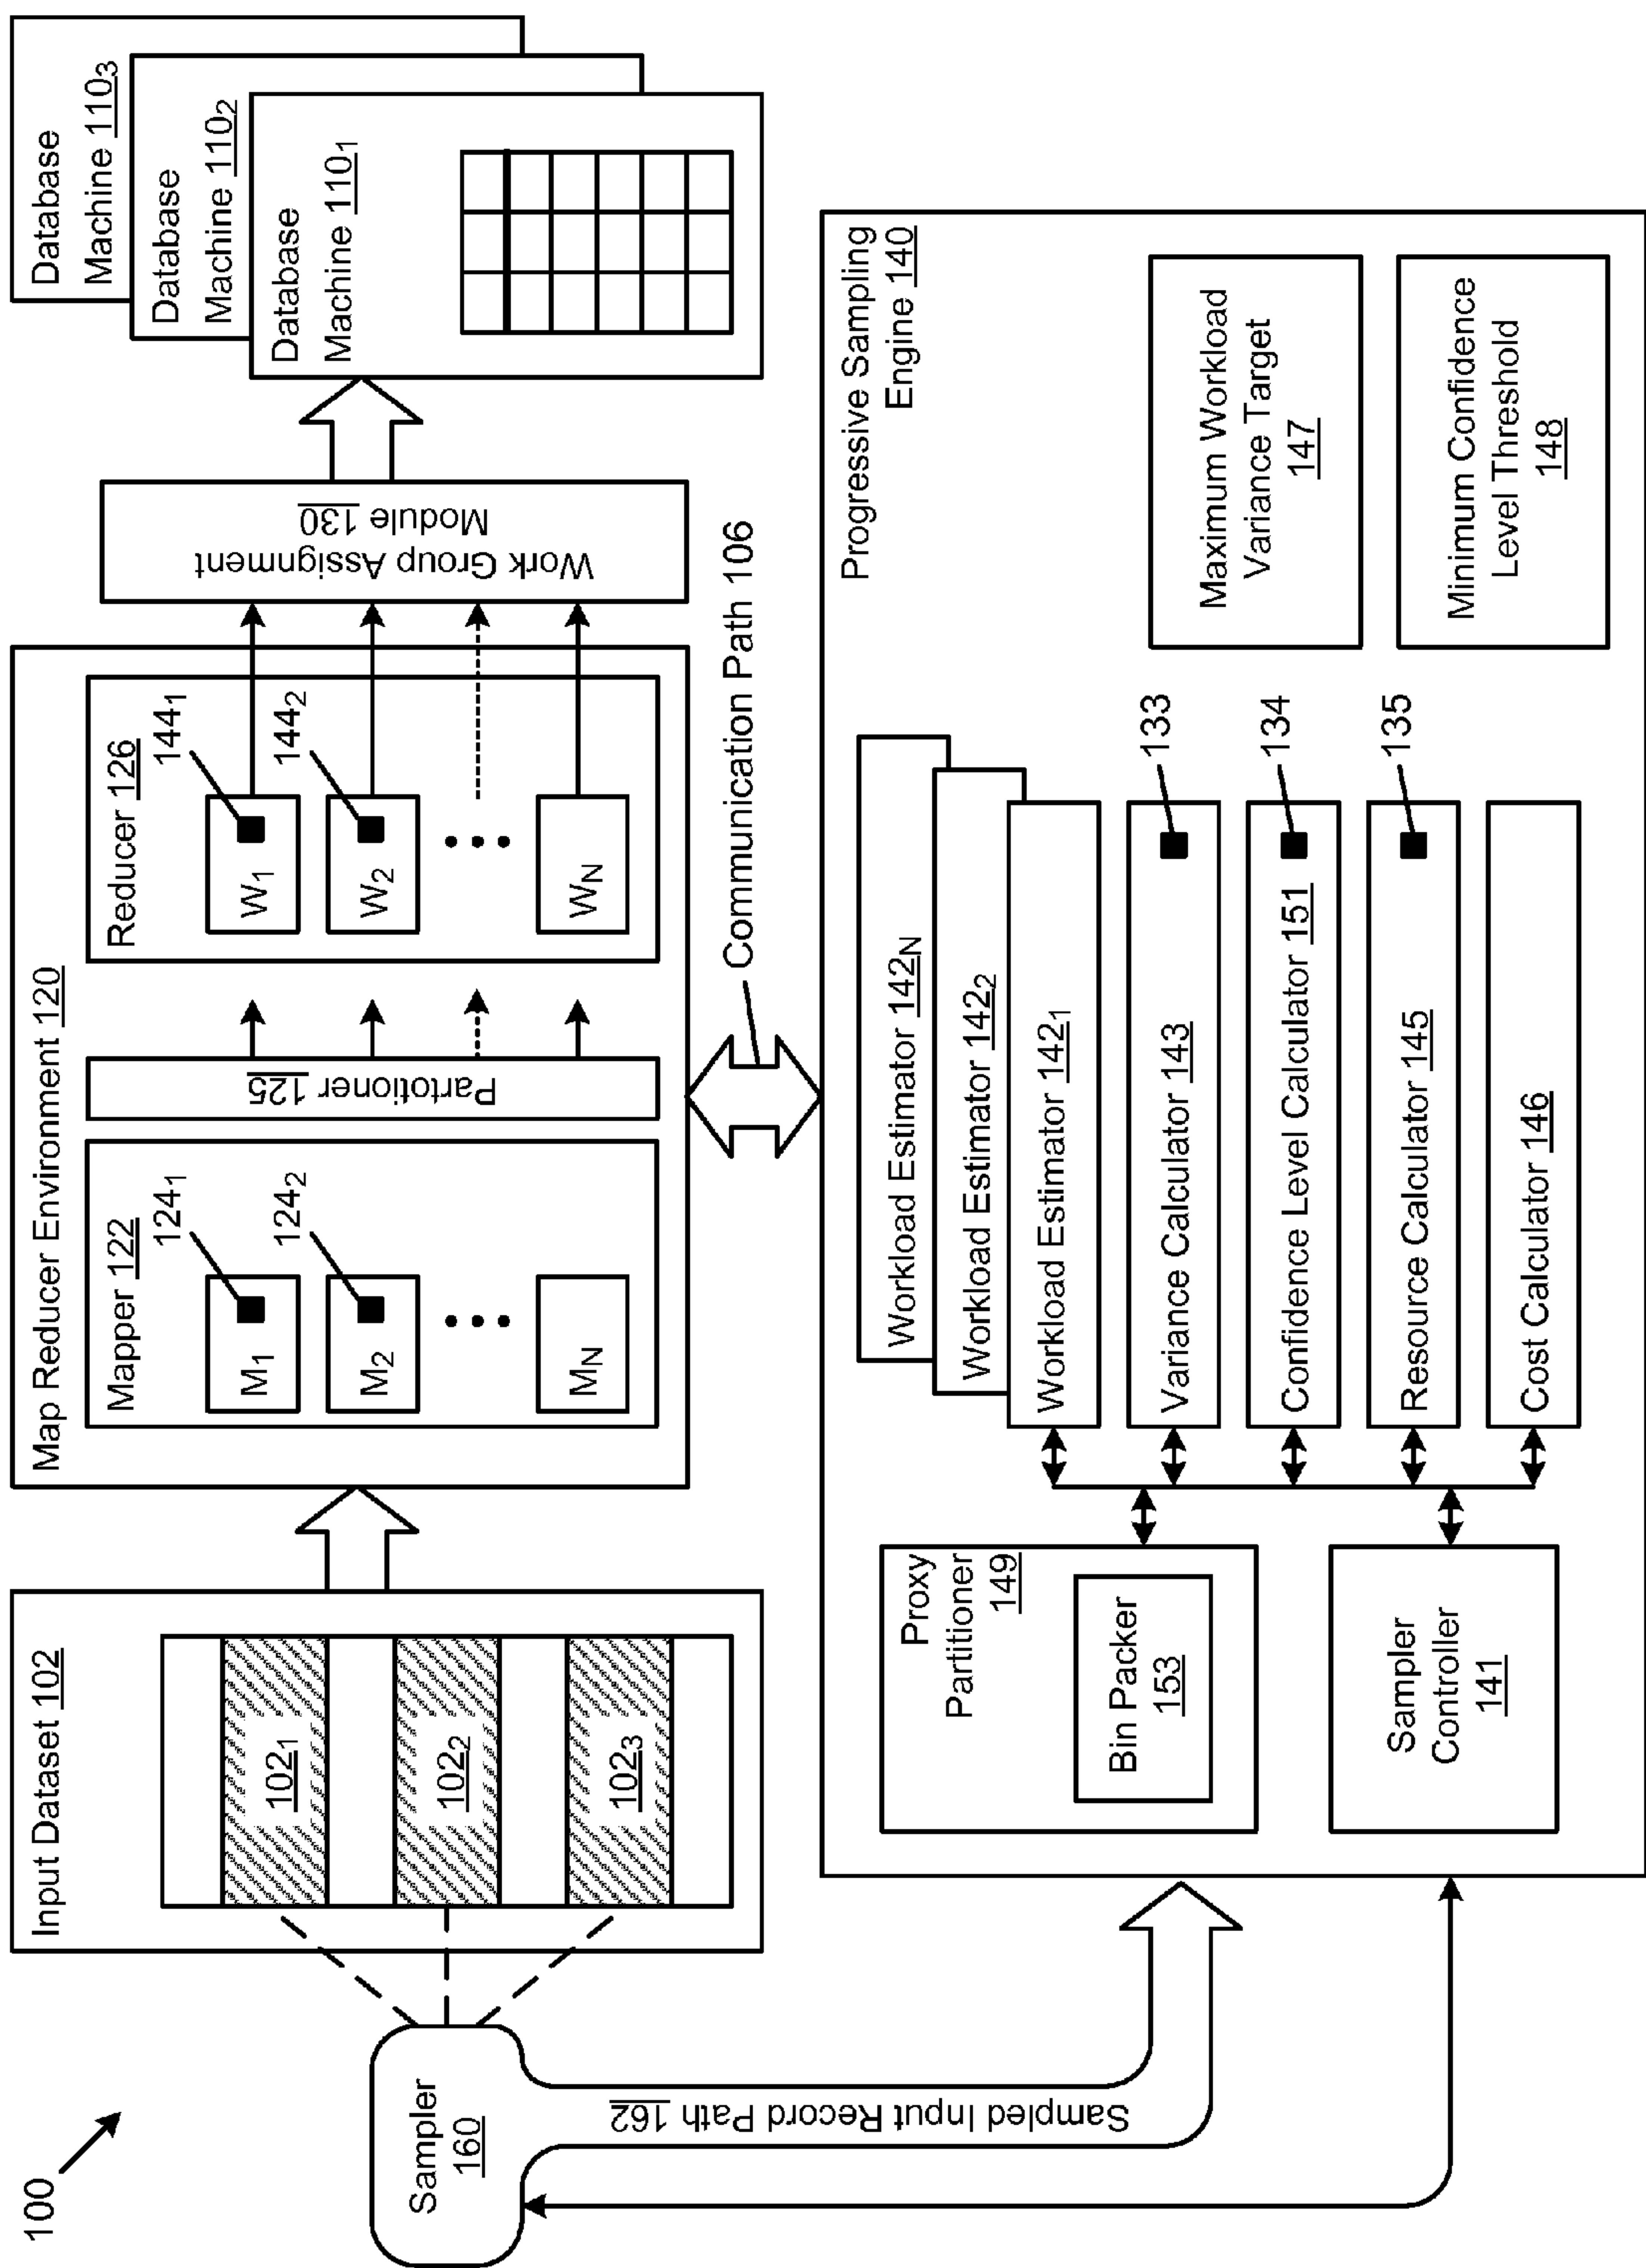 100
Sampler
160
Sampled Input Record Path 162
Input Dataset 102
102₁
102₂
102₃
Map Reducer Environment 120
Mapper 122
124₁
M₁
124₂
M₂
M_N
Partotioner 125
Reducer 126
144₁
W₁
144₂
W₂
W_N
Work Group Assignment
Module 130
Database
Machine 110₃
Database
Machine 110₂
Database
Machine 110₁
Communication Path 106
Progressive Sampling
Engine 140
Proxy
Partitioner
149
Bin Packer
153
Sampler
Controller
141
Workload Estimator 142_N
Workload Estimator 142₂
Workload Estimator 142₁
Variance Calculator 143
133
Confidence Level Calculator 151
134
Resource Calculator 145
135
Cost Calculator 146
Maximum Workload
Variance Target
147
Minimum Confidence
Level Threshold
148